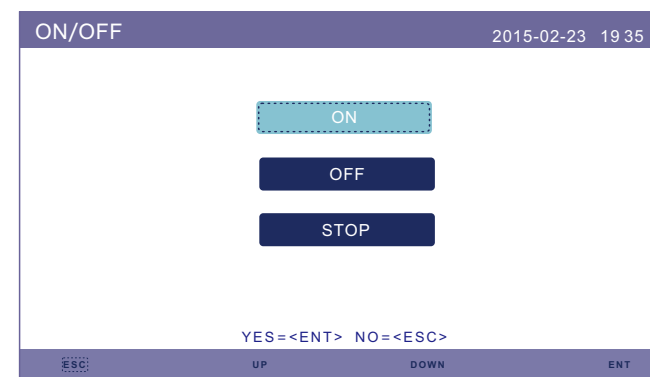 ON/OFF 2015-02-23 19 35
ON
OFF
STOP
YES=<ENT> NO=<ESC>
ESC UP DOWN ENT